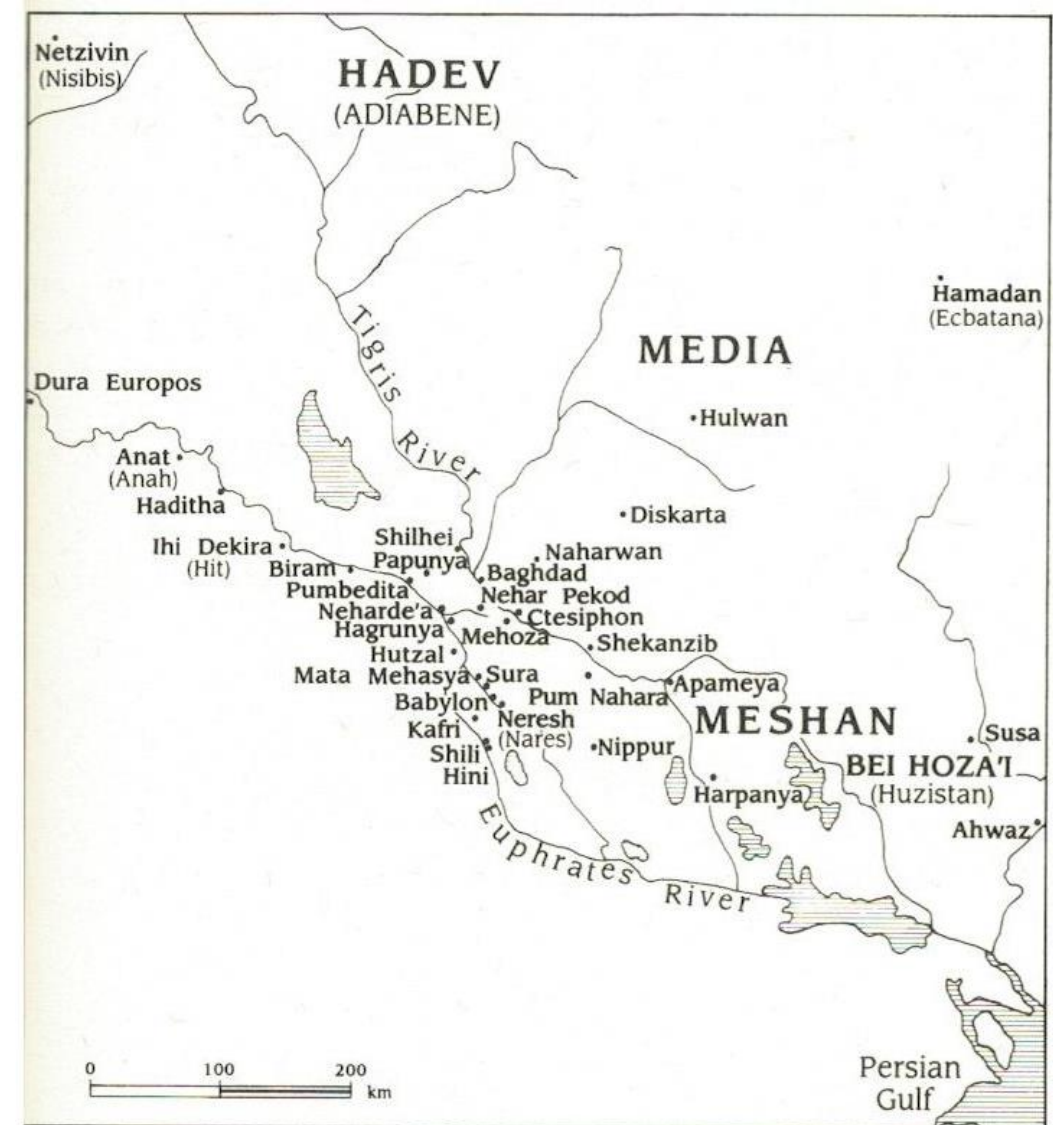 Netzivin
(Nisibis)
HADEV
(ADIABENE)
Hamadan
(Ecbatana)
Tigris River
MEDIA
Dura Europos
Hulwan
Anat
(Anah)
Haditha
Diskarta
Ihi Dekira
(Hit)
Shilhei
Papunya
Naharwan
Biram
Baghdad
Pumbedita
Nehar Pekod
Neharde'a
Ctesiphon
Hagrunya
Mehoza
Shekanzib
Hutzal
Mata Mehasya
Sura
Pum Nahara
Apameya
Babylon
Neresh
(Nares)
MESHAN
Kafri
Shili
Nippur
Susa
Hini
BEI HOZA'I
(Huzistan)
Harpanya
Ahwaz
Euphrates River
Persian
Gulf
0 100 200
km